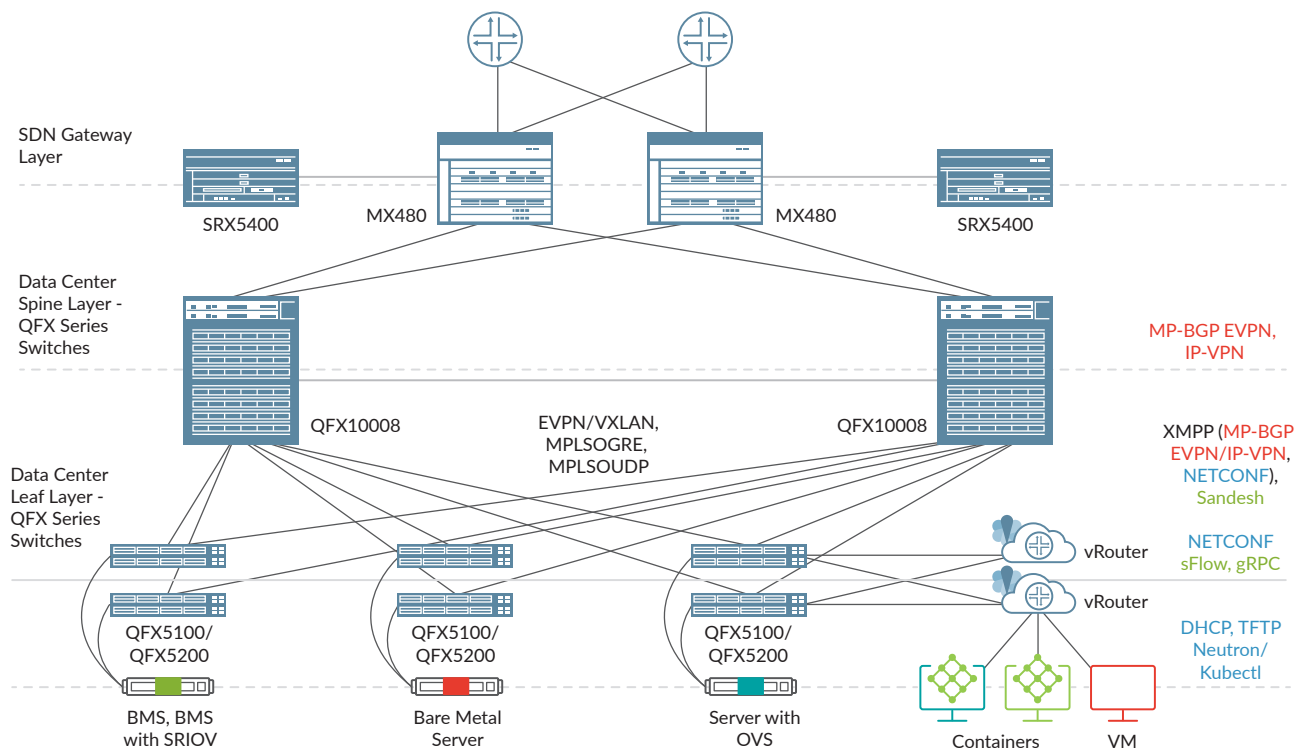 SDN Gateway
Layer
SRX5400
MX480
MX480
SRX5400
Data Center
Spine Layer -
QFX Series
Switches
MP-BGP EVPN,
IP-VPN
QFX10008
EVPN/VXLAN,
MPLSOGRE,
MPLSOUDP
QFX10008
XMPP (MP-BGP
EVPN/IP-VPN,
NETCONF),
Sandesh
Data Center
Leaf Layer -
QFX Series
Switches
vRouter
NETCONF
sFlow, gRPC
vRouter
QFX5100/
QFX5200
QFX5100/
QFX5200
QFX5100/
QFX5200
DHCP, TFTP
Neutron/
Kubectl
BMS, BMS
with SRIOV
Bare Metal
Server
Server with
OVS
Containers
VM